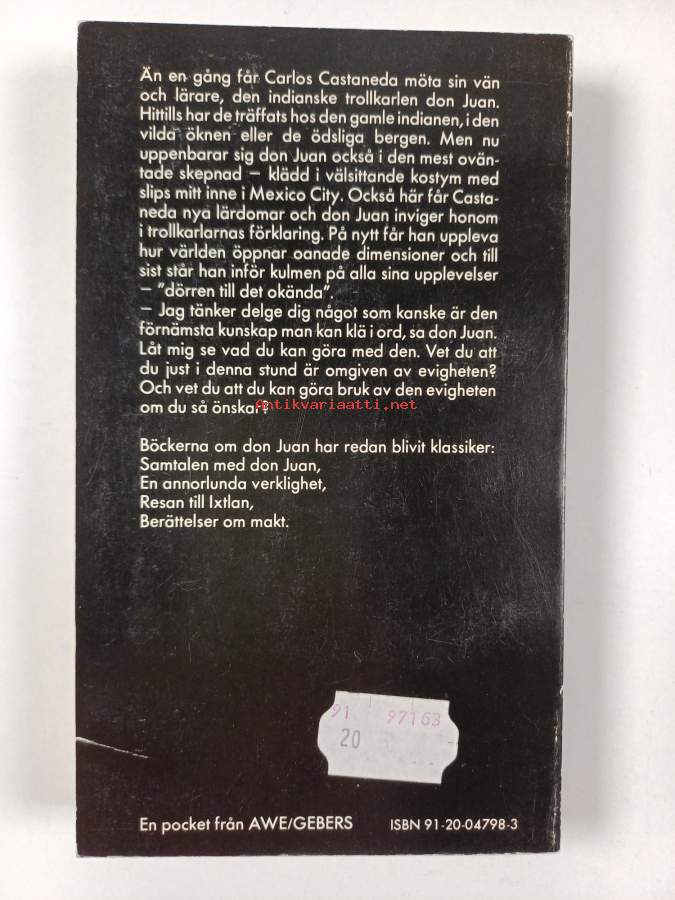 Än en gång får Carlos Castaneda möta sin vän
och lärare, den indianske trollkarlen don Juan.
Hittills har de träffats hos den gamle indianen, i den
vilda öknen eller de ödsliga bergen. Men nu
uppenbarar sig don Juan också i den mest ovän-
tade skepnad – klädd i välsittande kostym med
slips mitt inne i Mexico City. Också här får Casta-
neda nya lärdomar och don Juan inviger honom
i trollkarlarnas förklaring. På nytt får han uppleva
hur världen öppnar oanade dimensioner och till
sist står han inför kulmen på alla sina upplevelser
– "dörren till det okända".
– Jag tänker delge dig något som kanske är den
förnämsta kunskap man kan klä i ord, sa don Juan.
Låt mig se vad du kan göra med den. Vet du att
du just i denna stund är omgiven av evigheten?
Och vet du att du kan göra bruk av den evigheten
om du så önskar?
Antikvariaatti.net
Böckerna om don Juan har redan blivit klassiker:
Samtalen med don Juan,
En annorlunda verklighet,
Resan till Ixtlan,
Berättelser om makt.
91 97163
20
En pocket från AWE/GEBERS ISBN 91-20-04798-3